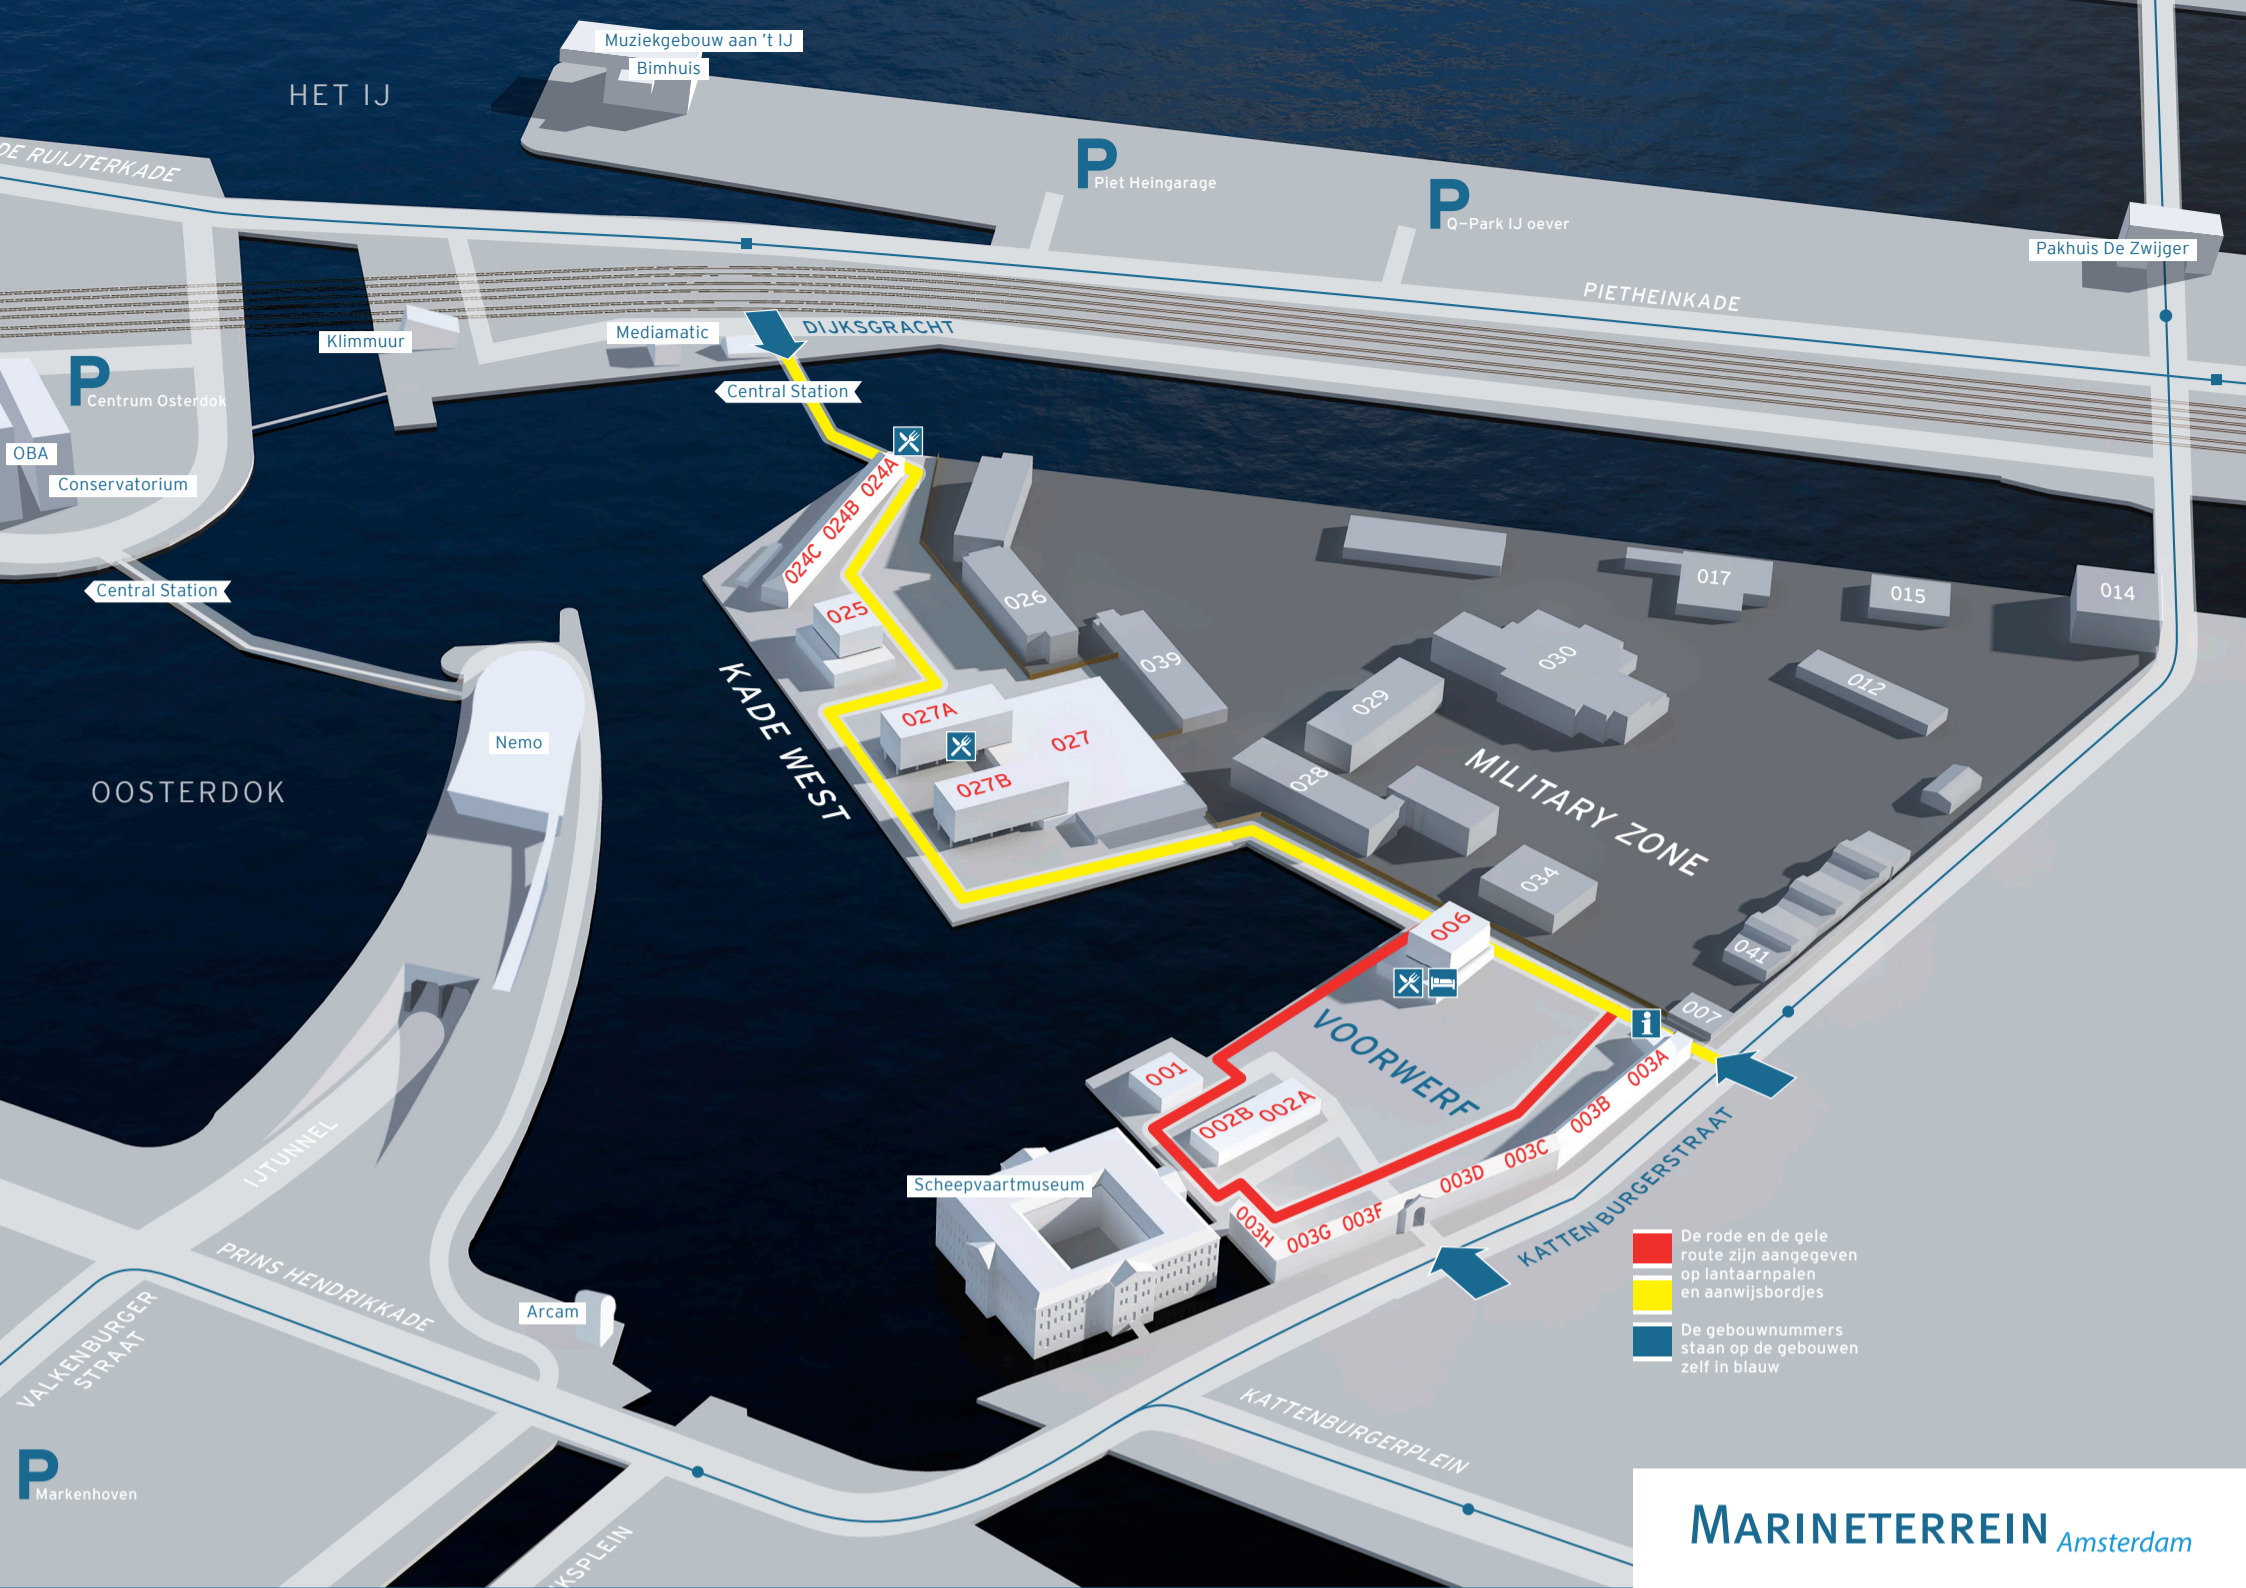 Muziekgebouw aan 't IJ
Bimhuis
HET IJ
DE RUIJTERKADE
P
Piet Heingarage
P
Q-Park IJ oever
Pakhuis De Zwijger
PIETHEINKADE
Klimmuur
Mediamatic
DIJKSGRACHT
P
Centrum Osterdok
Central Station
OBA
Conservatorium
Central Station
024A
024B
024C
025
026
039
017
015
014
030
012
029
028
034
041
007
KADE WEST
027A
027
027B
MILITARY ZONE
Nemo
OOSTERDOK
006
i
VOORWERF
001
002B
002A
003A
003B
003C
003D
003F
003G
003H
Scheepvaartmuseum
KATTENBURGERSTRAAT
IJTUNNEL
PRINS HENDRIKKADE
Arcam
VALKENBURGER
STRAAT
KATTENBURGERPLEIN
P
Markenhoven
KSPLEIN
De rode en de gele
route zijn aangegeven
op lantaarnpalen
en aanwijsbordjes
De gebouwnummers
staan op de gebouwen
zelf in blauw
MARINETERREIN Amsterdam